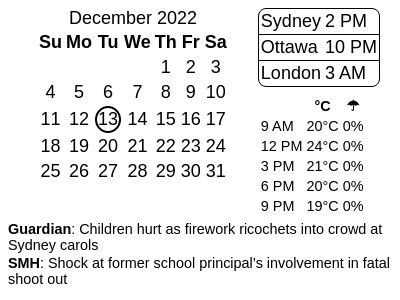 December 2022
Su Mo Tu We Th Fr Sa
1 2 3
4 5 6 7 8 9 10
11 12 13 14 15 16 17
18 19 20 21 22 23 24
25 26 27 28 29 30 31
Sydney 2 PM
Ottawa 10 PM
London 3 AM
°C ☂
9 AM 20°C 0%
12 PM 24°C 0%
3 PM 21°C 0%
6 PM 20°C 0%
9 PM 19°C 0%
Guardian: Children hurt as firework ricochets into crowd at
Sydney carols
SMH: Shock at former school principal’s involvement in fatal
shoot out